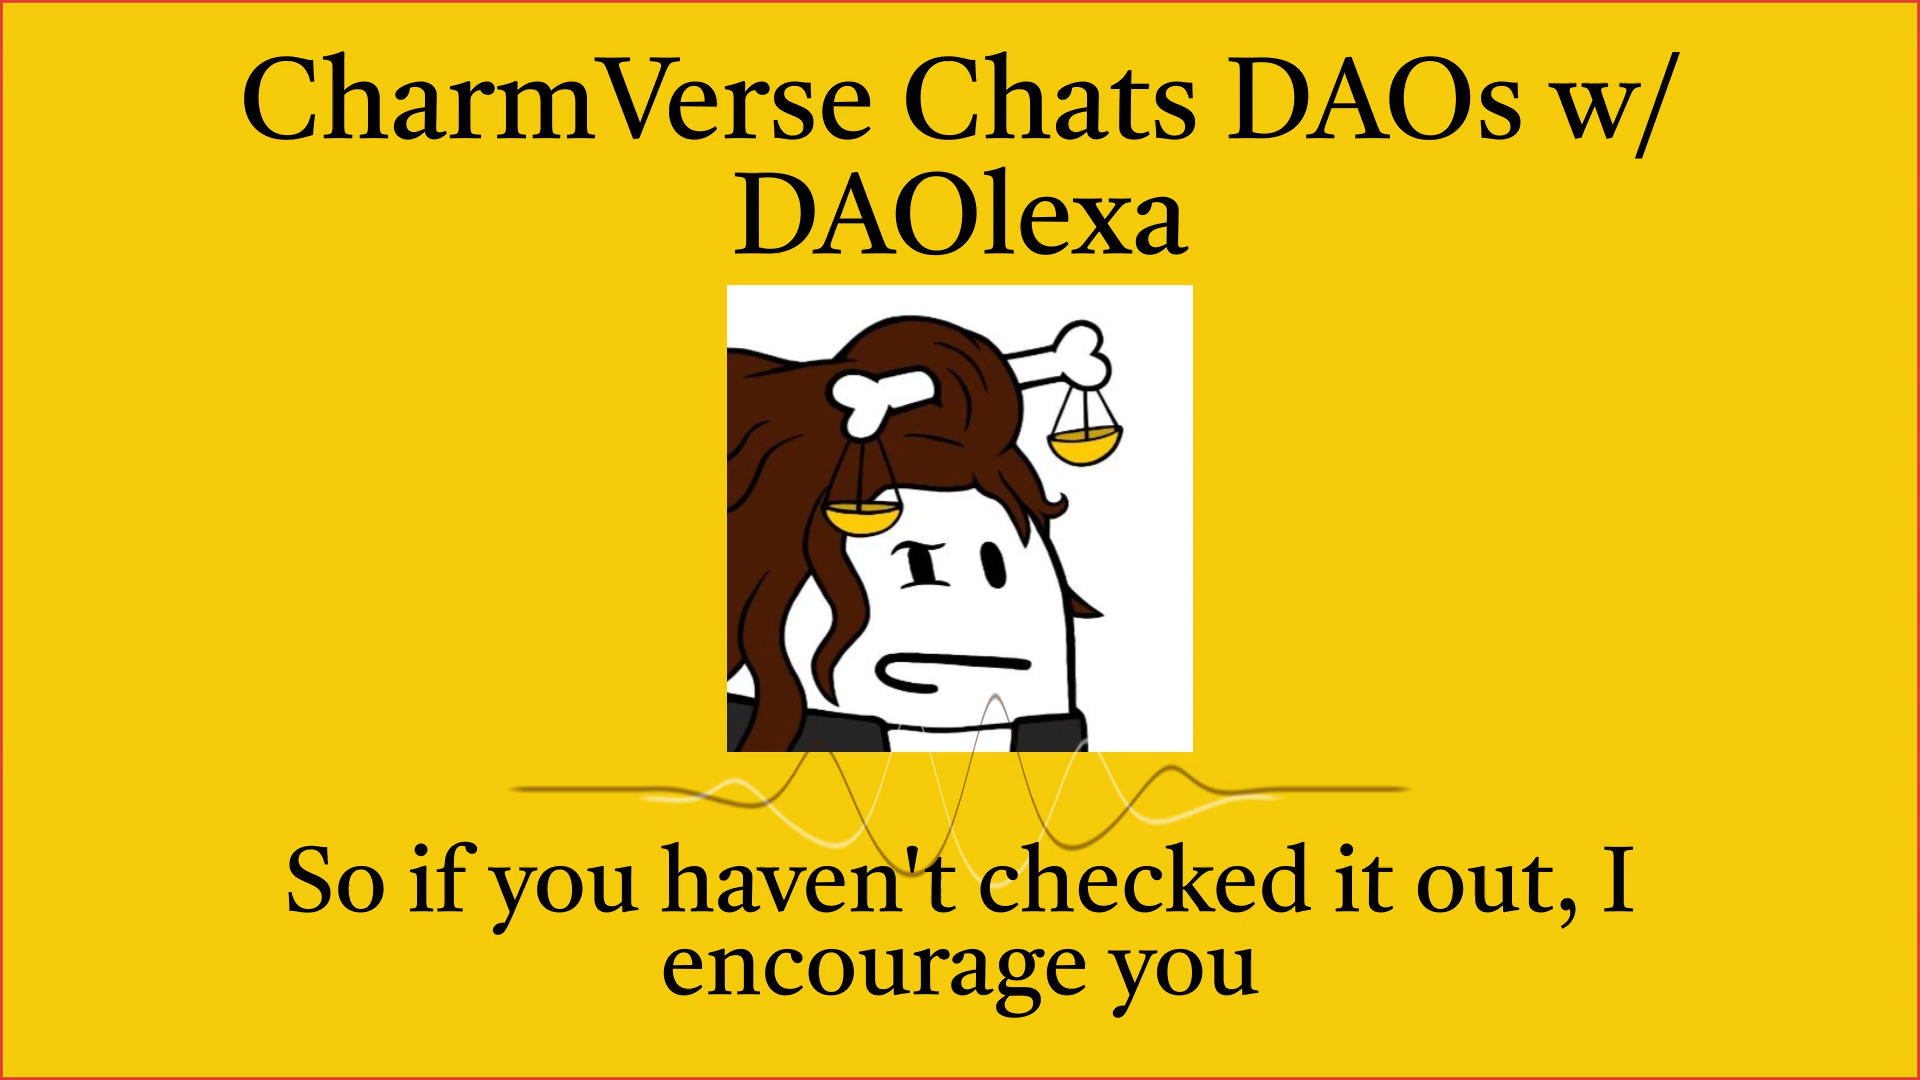 CharmVerse Chats DAOs w/
DAOlexa
So if you haven't checked it out, I
encourage you